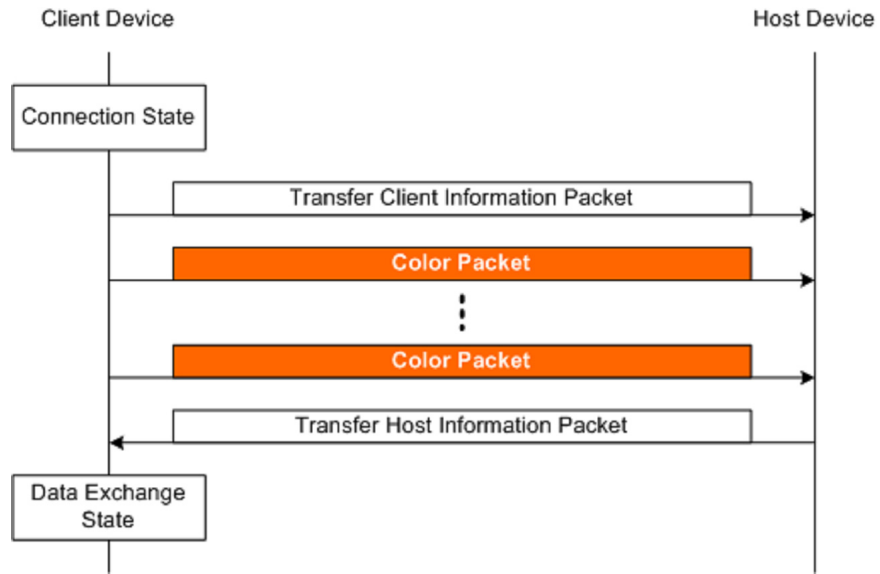 Client Device
Host Device
Connection State
Transfer Client Information Packet
Color Packet
Color Packet
Transfer Host Information Packet
Data Exchange
State